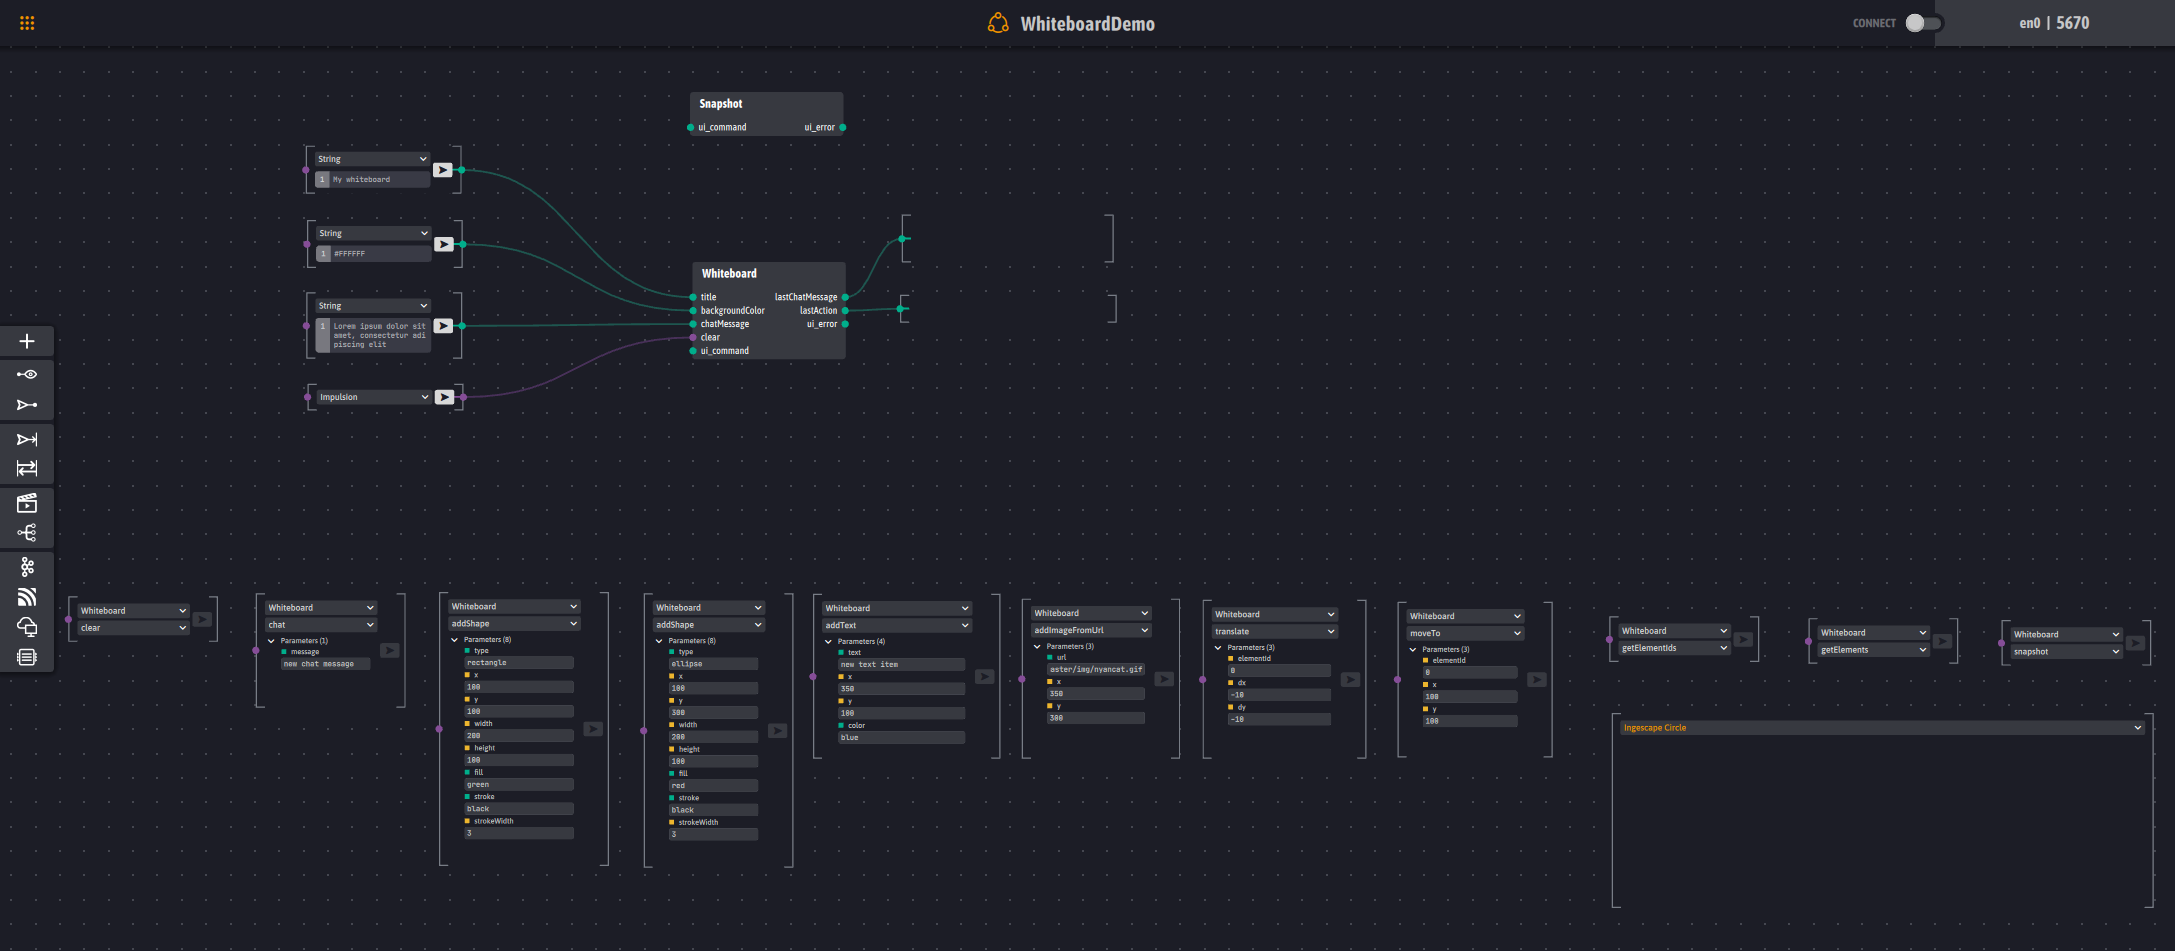 WhiteboardDemo
CONNECT
en0 | 5670
Snapshot
ui_command ui_error
String
1 My whiteboard
String
1 #FFFFFF
String
1 Lorem ipsum dolor sit
amet, consectetur adi
piscing elit
Impulsion
Whiteboard
title lastChatMessage
backgroundColor lastAction
chatMessage ui_error
clear
ui_command
Whiteboard
clear
Whiteboard
chat
Parameters (1)
message
new chat message
Whiteboard
addShape
Parameters (8)
type
rectangle
x
100
y
100
width
200
height
100
fill
green
stroke
black
strokeWidth
3
Whiteboard
addShape
Parameters (8)
type
ellipse
x
100
y
300
width
200
height
100
fill
red
stroke
black
strokeWidth
3
Whiteboard
addText
Parameters (4)
text
new text item
x
350
y
100
color
blue
Whiteboard
addImageFromUrl
Parameters (3)
url
aster/img/nyancat.gif
x
350
y
300
Whiteboard
translate
Parameters (3)
elementId
0
dx
-10
dy
-10
Whiteboard
moveTo
Parameters (3)
elementId
0
x
100
y
100
Whiteboard
getElementIds
Whiteboard
getElements
Whiteboard
snapshot
Ingescape Circle